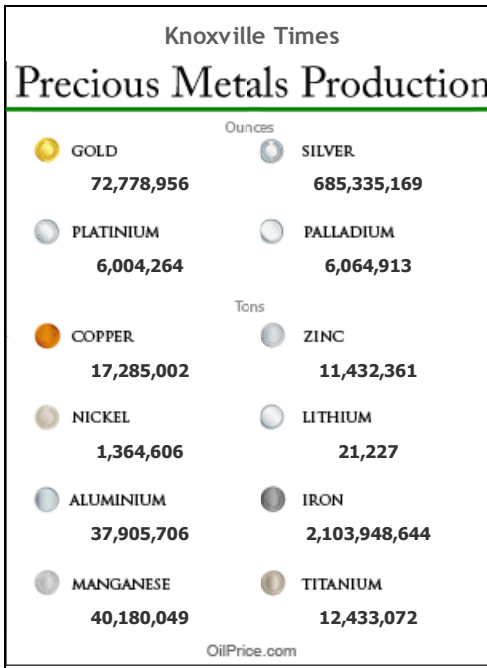 Knoxville Times
Precious Metals Production
Ounces
GOLD SILVER
72,778,956 685,335,169
PLATINIUM PALLADIUM
6,004,264 6,064,913
Tons
COPPER ZINC
17,285,002 11,432,361
NICKEL LITHIUM
1,364,606 21,227
ALUMINIUM IRON
37,905,706 2,103,948,644
MANGANESE TITANIUM
40,180,049 12,433,072
OilPrice.com